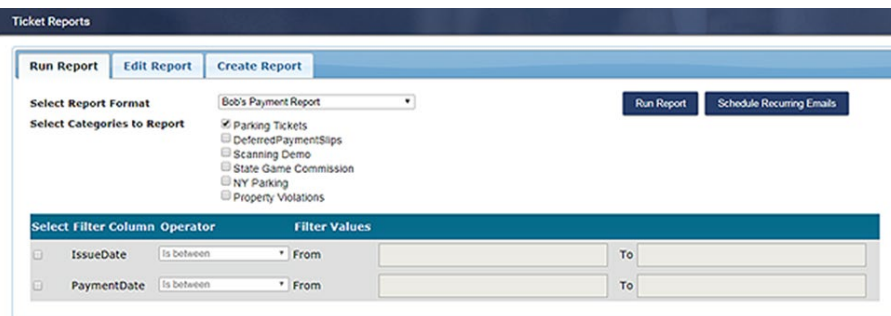 Ticket Reports
Run Report Edit Report Create Report
Select Report Format Bob's Payment Report Run Report Schedule Recurring Emails
Select Categories to Report Parking Tickets
DeferredPaymentSlips
Scanning Demo
State Game Commission
NY Parking
Property Violations
Select Filter Column Operator Filter Values
IssueDate Is between From To
PaymentDate Is between From To